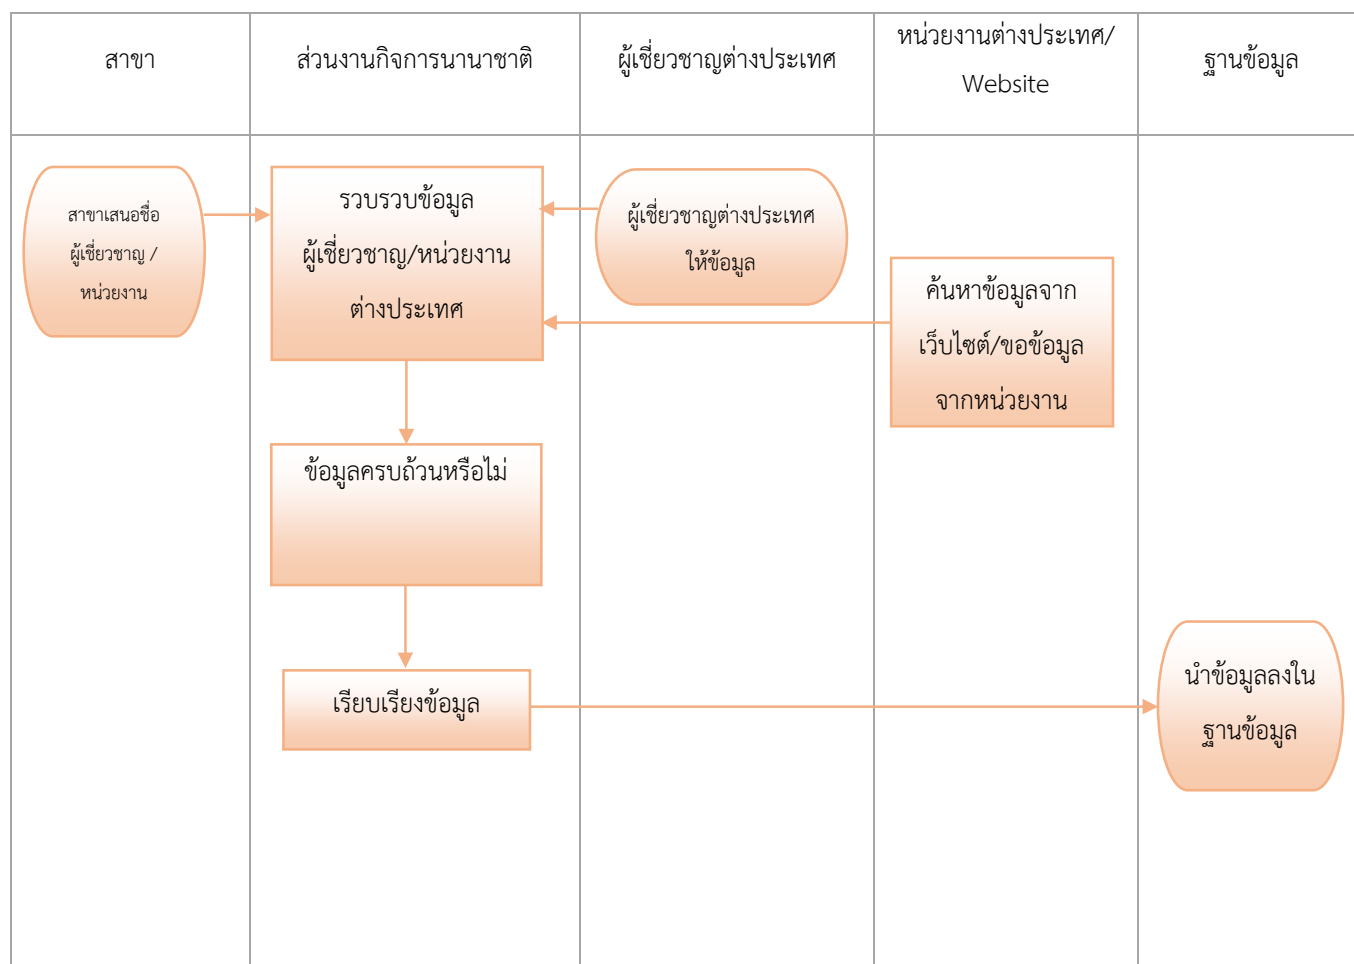 สาขา
ส่วนงานกิจการนานาชาติ
ผู้เชี่ยวชาญต่างประเทศ
หน่วยงานต่างประเทศ/
Website
ฐานข้อมูล
สาขาเสนอชื่อ
ผู้เชี่ยวชาญ /
หน่วยงาน
รวบรวบข้อมูล
ผู้เชี่ยวชาญ/หน่วยงาน
ต่างประเทศ
ผู้เชี่ยวชาญต่างประเทศ
ให้ข้อมูล
ค้นหาข้อมูลจาก
เว็บไซต์/ขอข้อมูล
จากหน่วยงาน
ข้อมูลครบถ้วนหรือไม่
เรียบเรียงข้อมูล
นำข้อมูลลงใน
ฐานข้อมูล